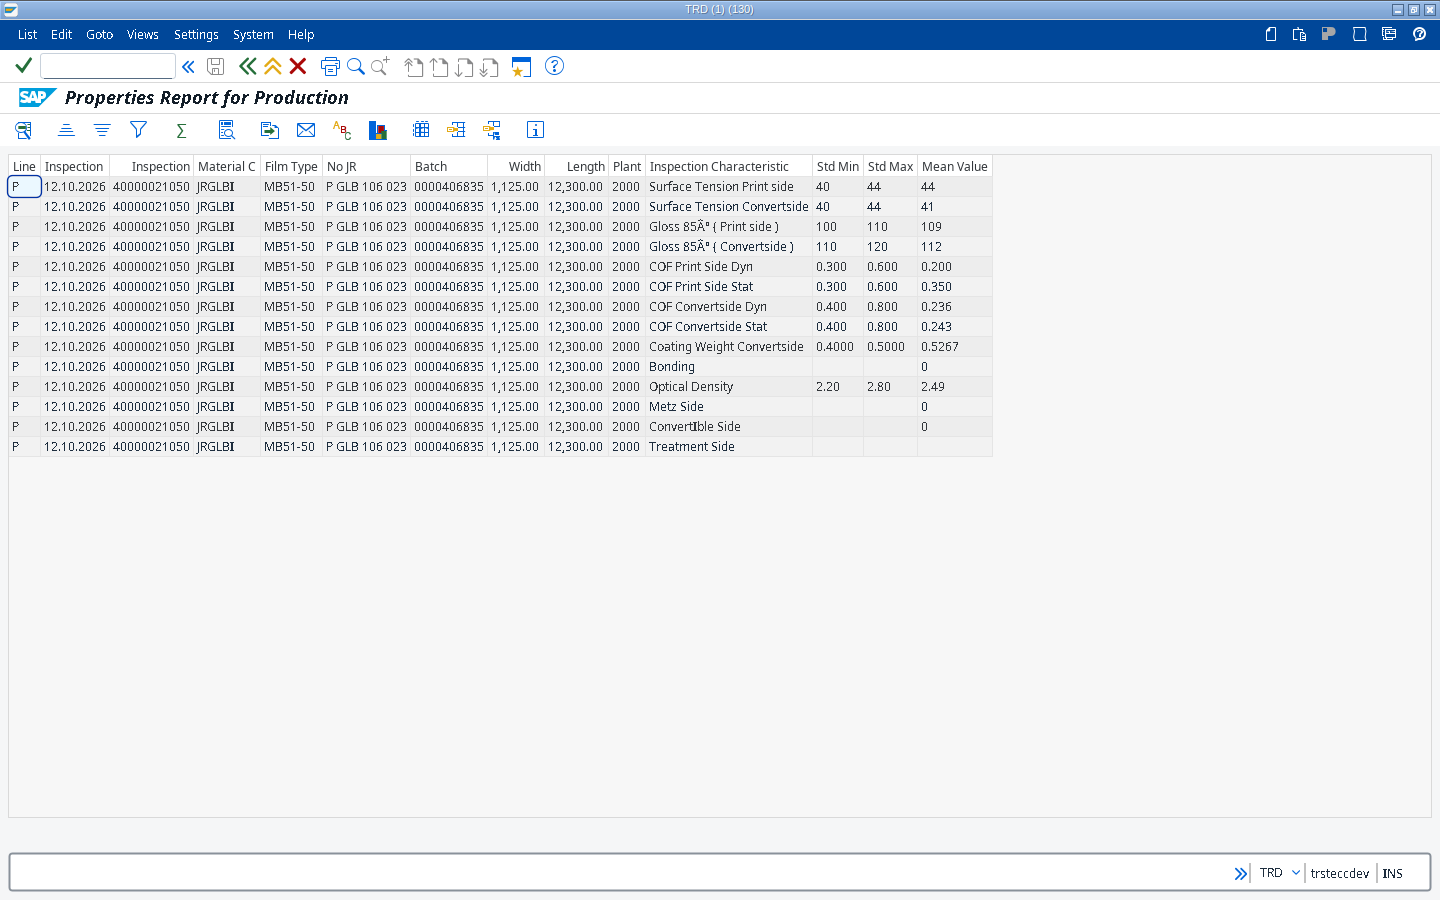 TRD (1) (130)
List Edit Goto Views Settings System Help
SAP Properties Report for Production
Line Inspection Inspection Material C Film Type No JR Batch Width Length Plant Inspection Characteristic Std Min Std Max Mean Value
P 12.10.2026 40000021050 JRGLBI MB51-50 P GLB 106 023 0000406835 1,125.00 12,300.00 2000 Surface Tension Print side 40 44 44
P 12.10.2026 40000021050 JRGLBI MB51-50 P GLB 106 023 0000406835 1,125.00 12,300.00 2000 Surface Tension Convertside 40 44 41
P 12.10.2026 40000021050 JRGLBI MB51-50 P GLB 106 023 0000406835 1,125.00 12,300.00 2000 Gloss 85Âº ( Print side ) 100 110 109
P 12.10.2026 40000021050 JRGLBI MB51-50 P GLB 106 023 0000406835 1,125.00 12,300.00 2000 Gloss 85Âº ( Convertside ) 110 120 112
P 12.10.2026 40000021050 JRGLBI MB51-50 P GLB 106 023 0000406835 1,125.00 12,300.00 2000 COF Print Side Dyn 0.300 0.600 0.200
P 12.10.2026 40000021050 JRGLBI MB51-50 P GLB 106 023 0000406835 1,125.00 12,300.00 2000 COF Print Side Stat 0.300 0.600 0.350
P 12.10.2026 40000021050 JRGLBI MB51-50 P GLB 106 023 0000406835 1,125.00 12,300.00 2000 COF Convertside Dyn 0.400 0.800 0.236
P 12.10.2026 40000021050 JRGLBI MB51-50 P GLB 106 023 0000406835 1,125.00 12,300.00 2000 COF Convertside Stat 0.400 0.800 0.243
P 12.10.2026 40000021050 JRGLBI MB51-50 P GLB 106 023 0000406835 1,125.00 12,300.00 2000 Coating Weight Convertside 0.4000 0.5000 0.5267
P 12.10.2026 40000021050 JRGLBI MB51-50 P GLB 106 023 0000406835 1,125.00 12,300.00 2000 Bonding 0
P 12.10.2026 40000021050 JRGLBI MB51-50 P GLB 106 023 0000406835 1,125.00 12,300.00 2000 Optical Density 2.20 2.80 2.49
P 12.10.2026 40000021050 JRGLBI MB51-50 P GLB 106 023 0000406835 1,125.00 12,300.00 2000 Metz Side 0
P 12.10.2026 40000021050 JRGLBI MB51-50 P GLB 106 023 0000406835 1,125.00 12,300.00 2000 ConvertIble Side 0
P 12.10.2026 40000021050 JRGLBI MB51-50 P GLB 106 023 0000406835 1,125.00 12,300.00 2000 Treatment Side
TRD trsteccdev INS